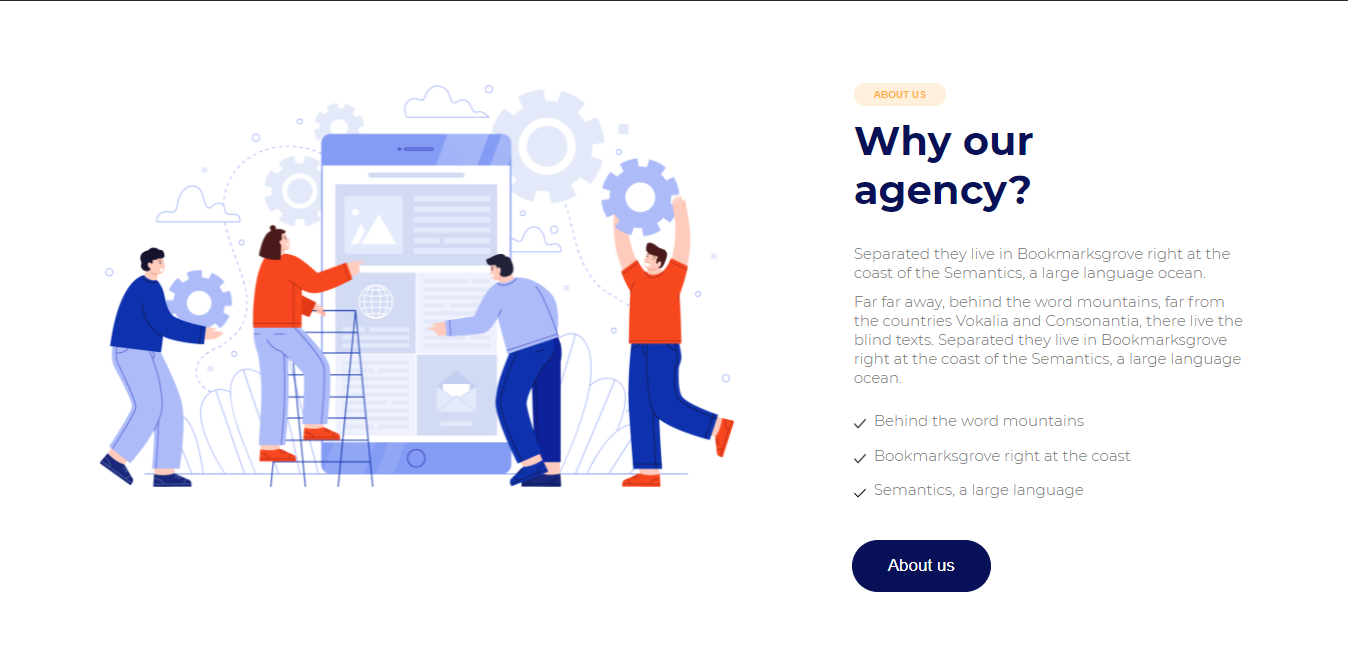 ABOUT US
Why our
agency?
Separated they live in Bookmarksgrove right at the
coast of the Semantics, a large language ocean.
Far far away, behind the word mountains, far from
the countries Vokalia and Consonantia, there live the
blind texts. Separated they live in Bookmarksgrove
right at the coast of the Semantics, a large language
ocean.
Behind the word mountains
Bookmarksgrove right at the coast
Semantics, a large language
About us